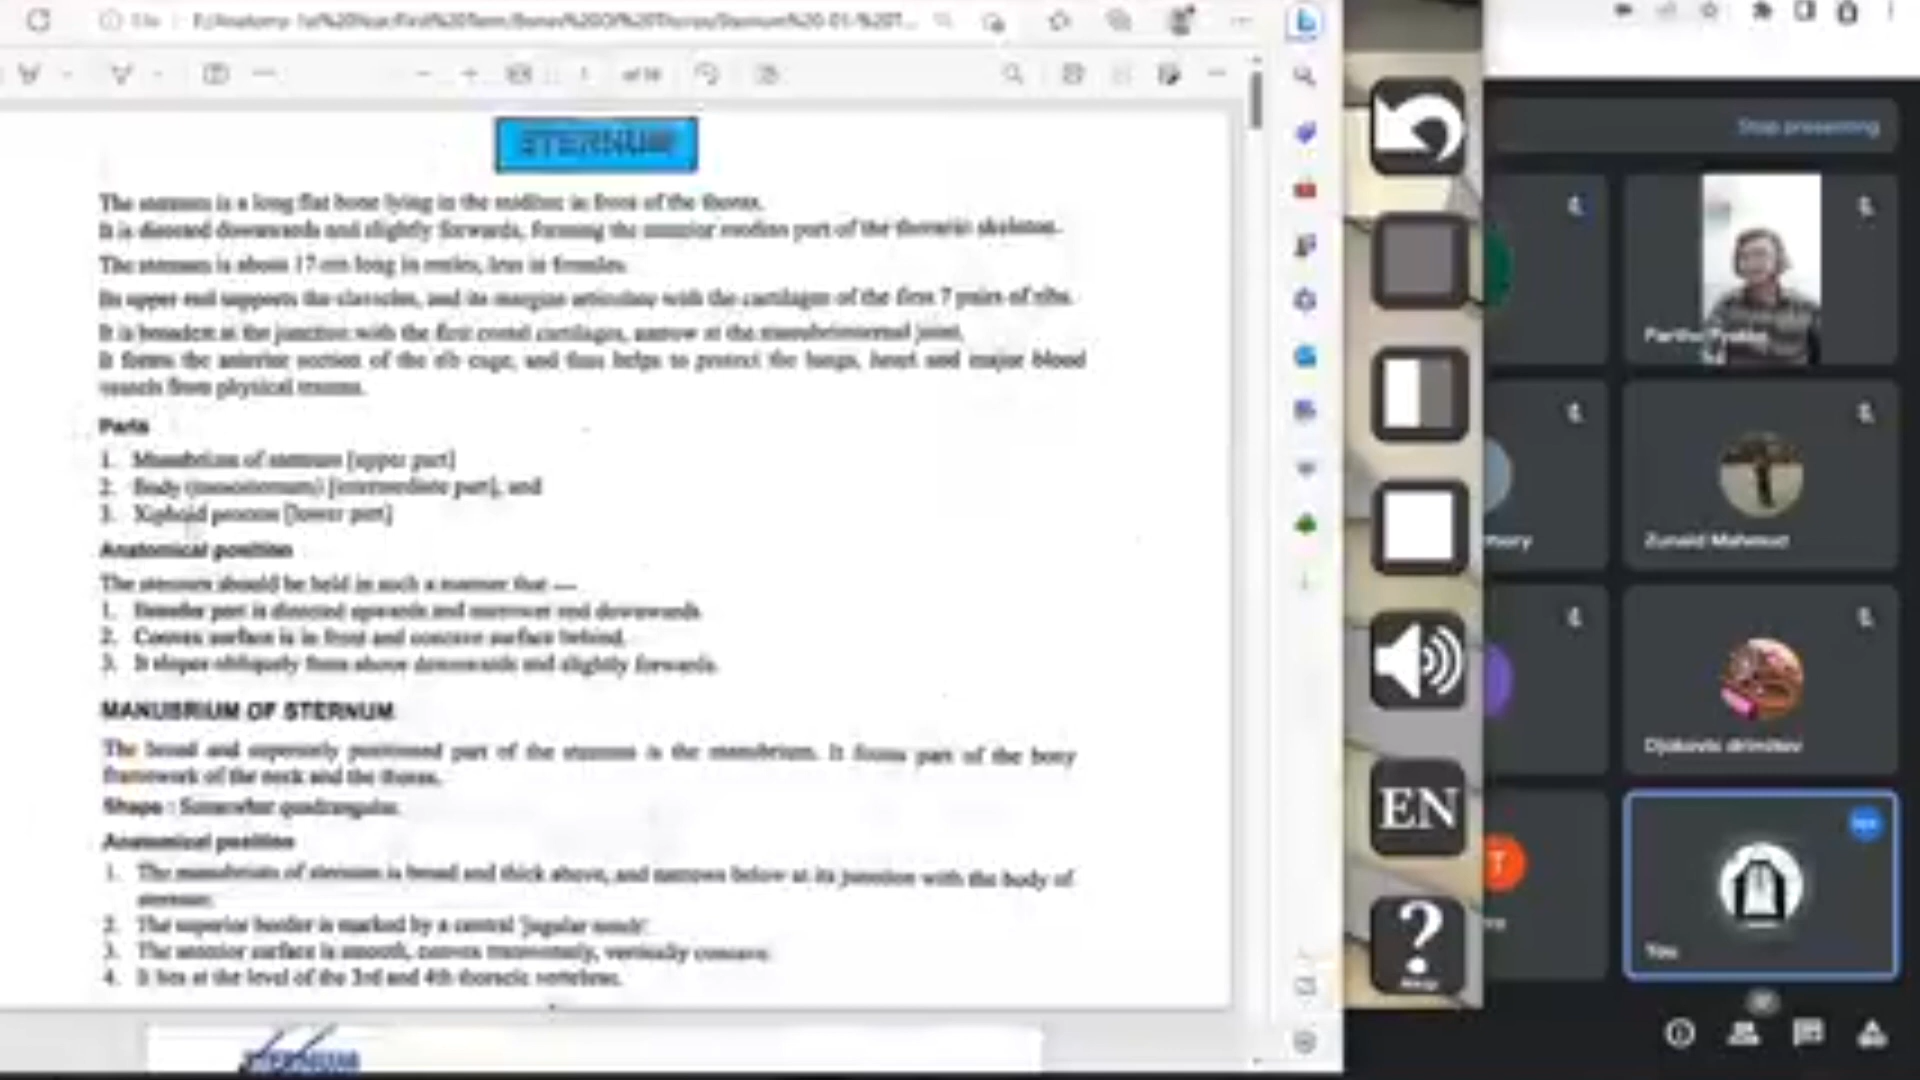 STERNUM
The sternum is a long flat bone lying in the midline in front of the thorax.
It is directed downwards and slightly forwards, forming the anterior median part of the thoracic skeleton.
The sternum is about 17 cm long in males, less in females.
Its upper end supports the clavicles, and its margins articulate with the cartilages of the first 7 pairs of ribs.
It is broadest at the junction with the first costal cartilages, narrow at the manubriosternal joint.
It forms the anterior section of the rib cage, and thus helps to protect the lungs, heart and major blood
vessels from physical trauma.
Parts
1. Manubrium of sternum [upper part]
2. Body (mesosternum) [intermediate part], and
3. Xiphoid process [lower part]
Anatomical position
The sternum should be held in such a manner that —
1. Broader part is directed upwards and narrower end downwards.
2. Convex surface is in front and concave surface behind.
3. It slopes obliquely from above downwards and slightly forwards.
MANUBRIUM OF STERNUM
The broad and superiorly positioned part of the sternum is the manubrium. It forms part of the bony
framework of the neck and the thorax.
Shape : Somewhat quadrangular.
Anatomical position
1. The manubrium of sternum is broad and thick above, and narrows below at its junction with the body of
sternum.
2. The superior border is marked by a central 'jugular notch'.
3. The anterior surface is smooth, convex transversely, vertically concave.
4. It lies at the level of the 3rd and 4th thoracic vertebrae.
STERNUM
EN
?
Help
Stop presenting
Zunaid Mahmud
T
You